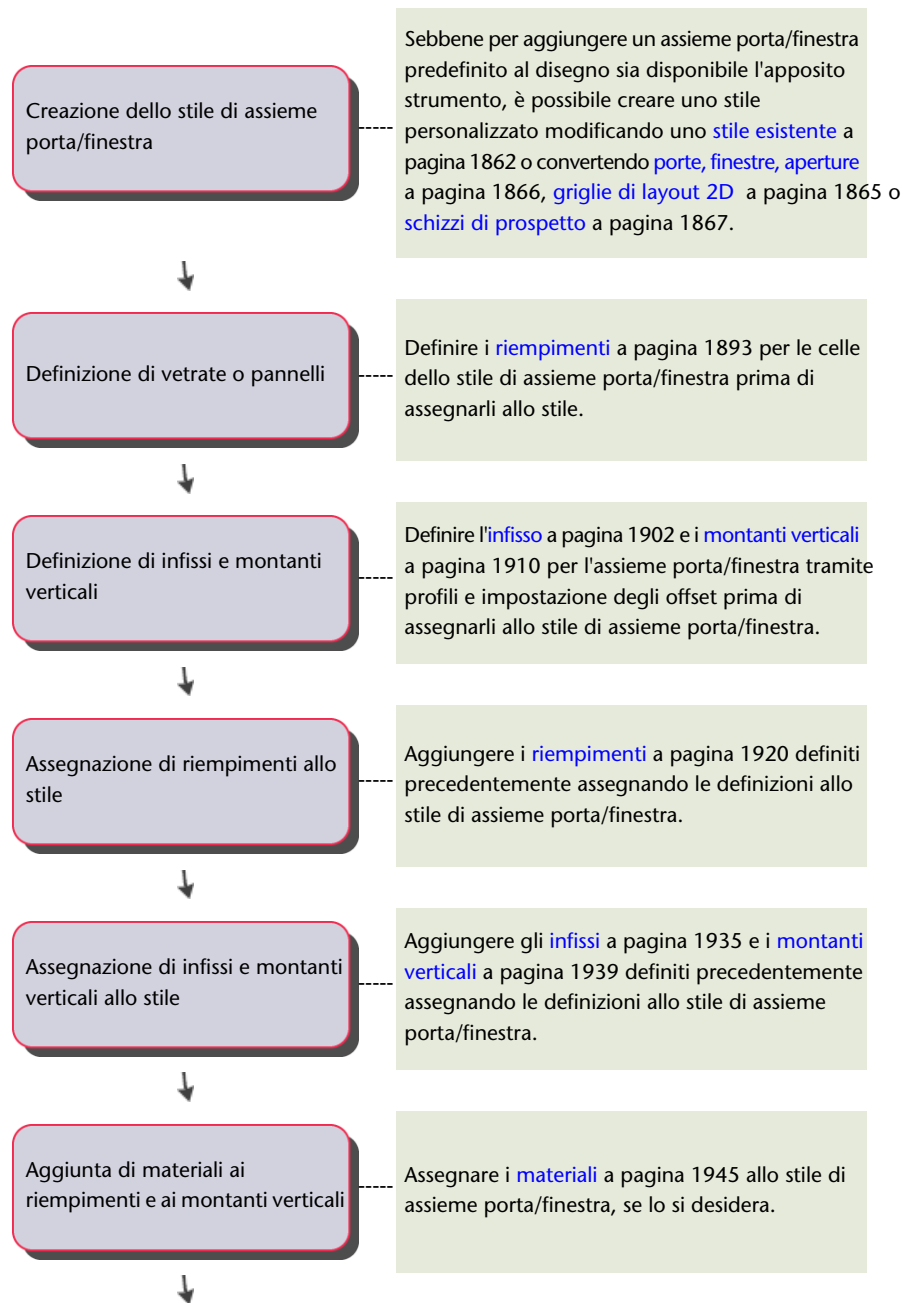 Creazione dello stile di assieme
porta/finestra
Sebbene per aggiungere un assieme porta/finestra
predefinito al disegno sia disponibile l'apposito
strumento, è possibile creare uno stile
personalizzato modificando uno stile esistente a
pagina 1862 o convertendo porte, finestre, aperture
a pagina 1866, griglie di layout 2D a pagina 1865 o
schizzi di prospetto a pagina 1867.
Definizione di vetrate o pannelli
Definire i riempimenti a pagina 1893 per le celle
dello stile di assieme porta/finestra prima di
assegnarli allo stile.
Definizione di infissi e montanti
verticali
Definire l'infisso a pagina 1902 e i montanti verticali
a pagina 1910 per l'assieme porta/finestra tramite
profili e impostazione degli offset prima di
assegnarli allo stile di assieme porta/finestra.
Assegnazione di riempimenti allo
stile
Aggiungere i riempimenti a pagina 1920 definiti
precedentemente assegnando le definizioni allo
stile di assieme porta/finestra.
Assegnazione di infissi e montanti
verticali allo stile
Aggiungere gli infissi a pagina 1935 e i montanti
verticali a pagina 1939 definiti precedentemente
assegnando le definizioni allo stile di assieme
porta/finestra.
Aggiunta di materiali ai
riempimenti e ai montanti verticali
Assegnare i materiali a pagina 1945 allo stile di
assieme porta/finestra, se lo si desidera.